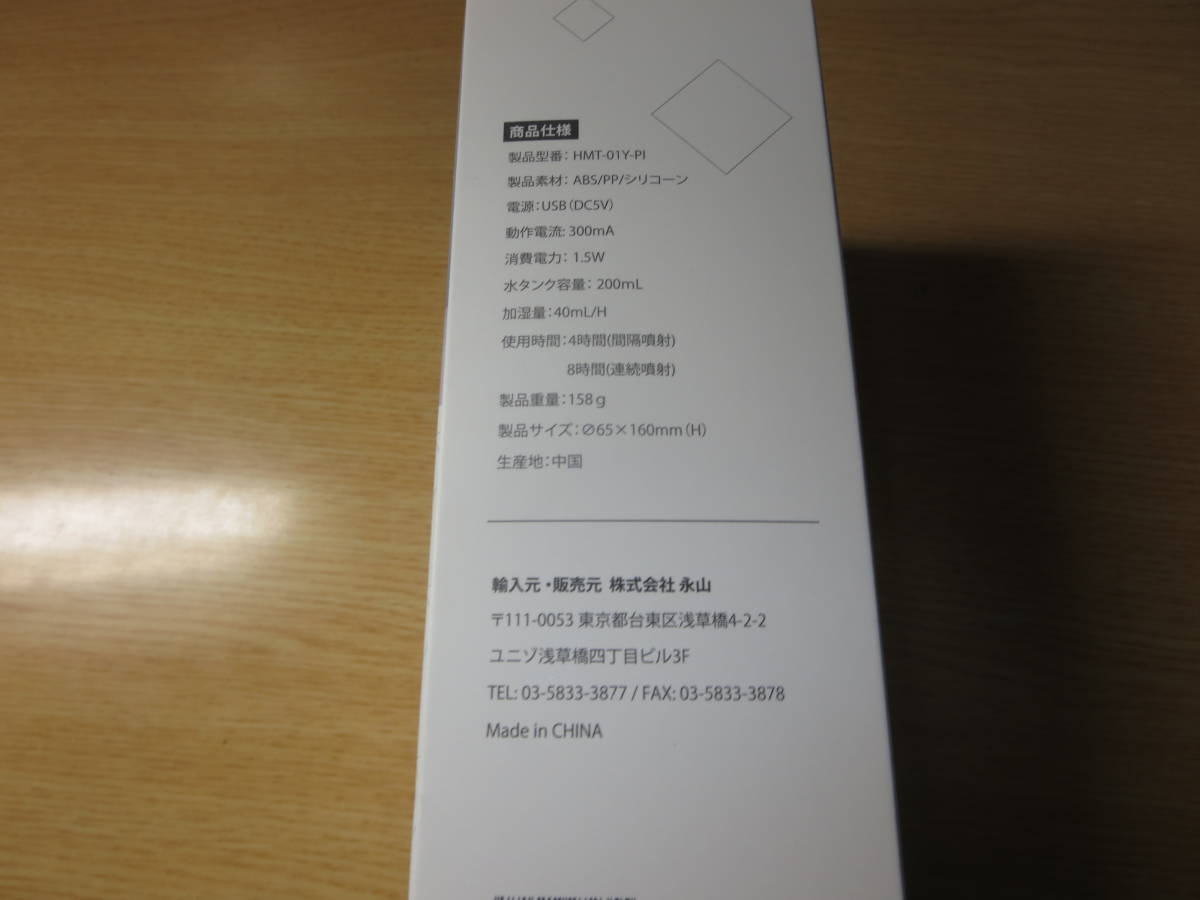 商品仕様
製品型番: HMT-01Y-PI
製品素材: ABS/PP/シリコーン
電源:USB(DC5V)
動作電流: 300mA
消費電力: 1.5W
水タンク容量: 200mL
加湿量:40mL/H
使用時間:4時間(間隔噴射)
8時間(連続噴射)
製品重量:158g
製品サイズ:∅65×160mm(H)
生産地:中国
輸入元・販売元 株式会社 永山
〒111-0053 東京都台東区浅草橋4-2-2
ユニゾ浅草橋四丁目ビル3F
TEL: 03-5833-3877 / FAX: 03-5833-3878
Made in CHINA